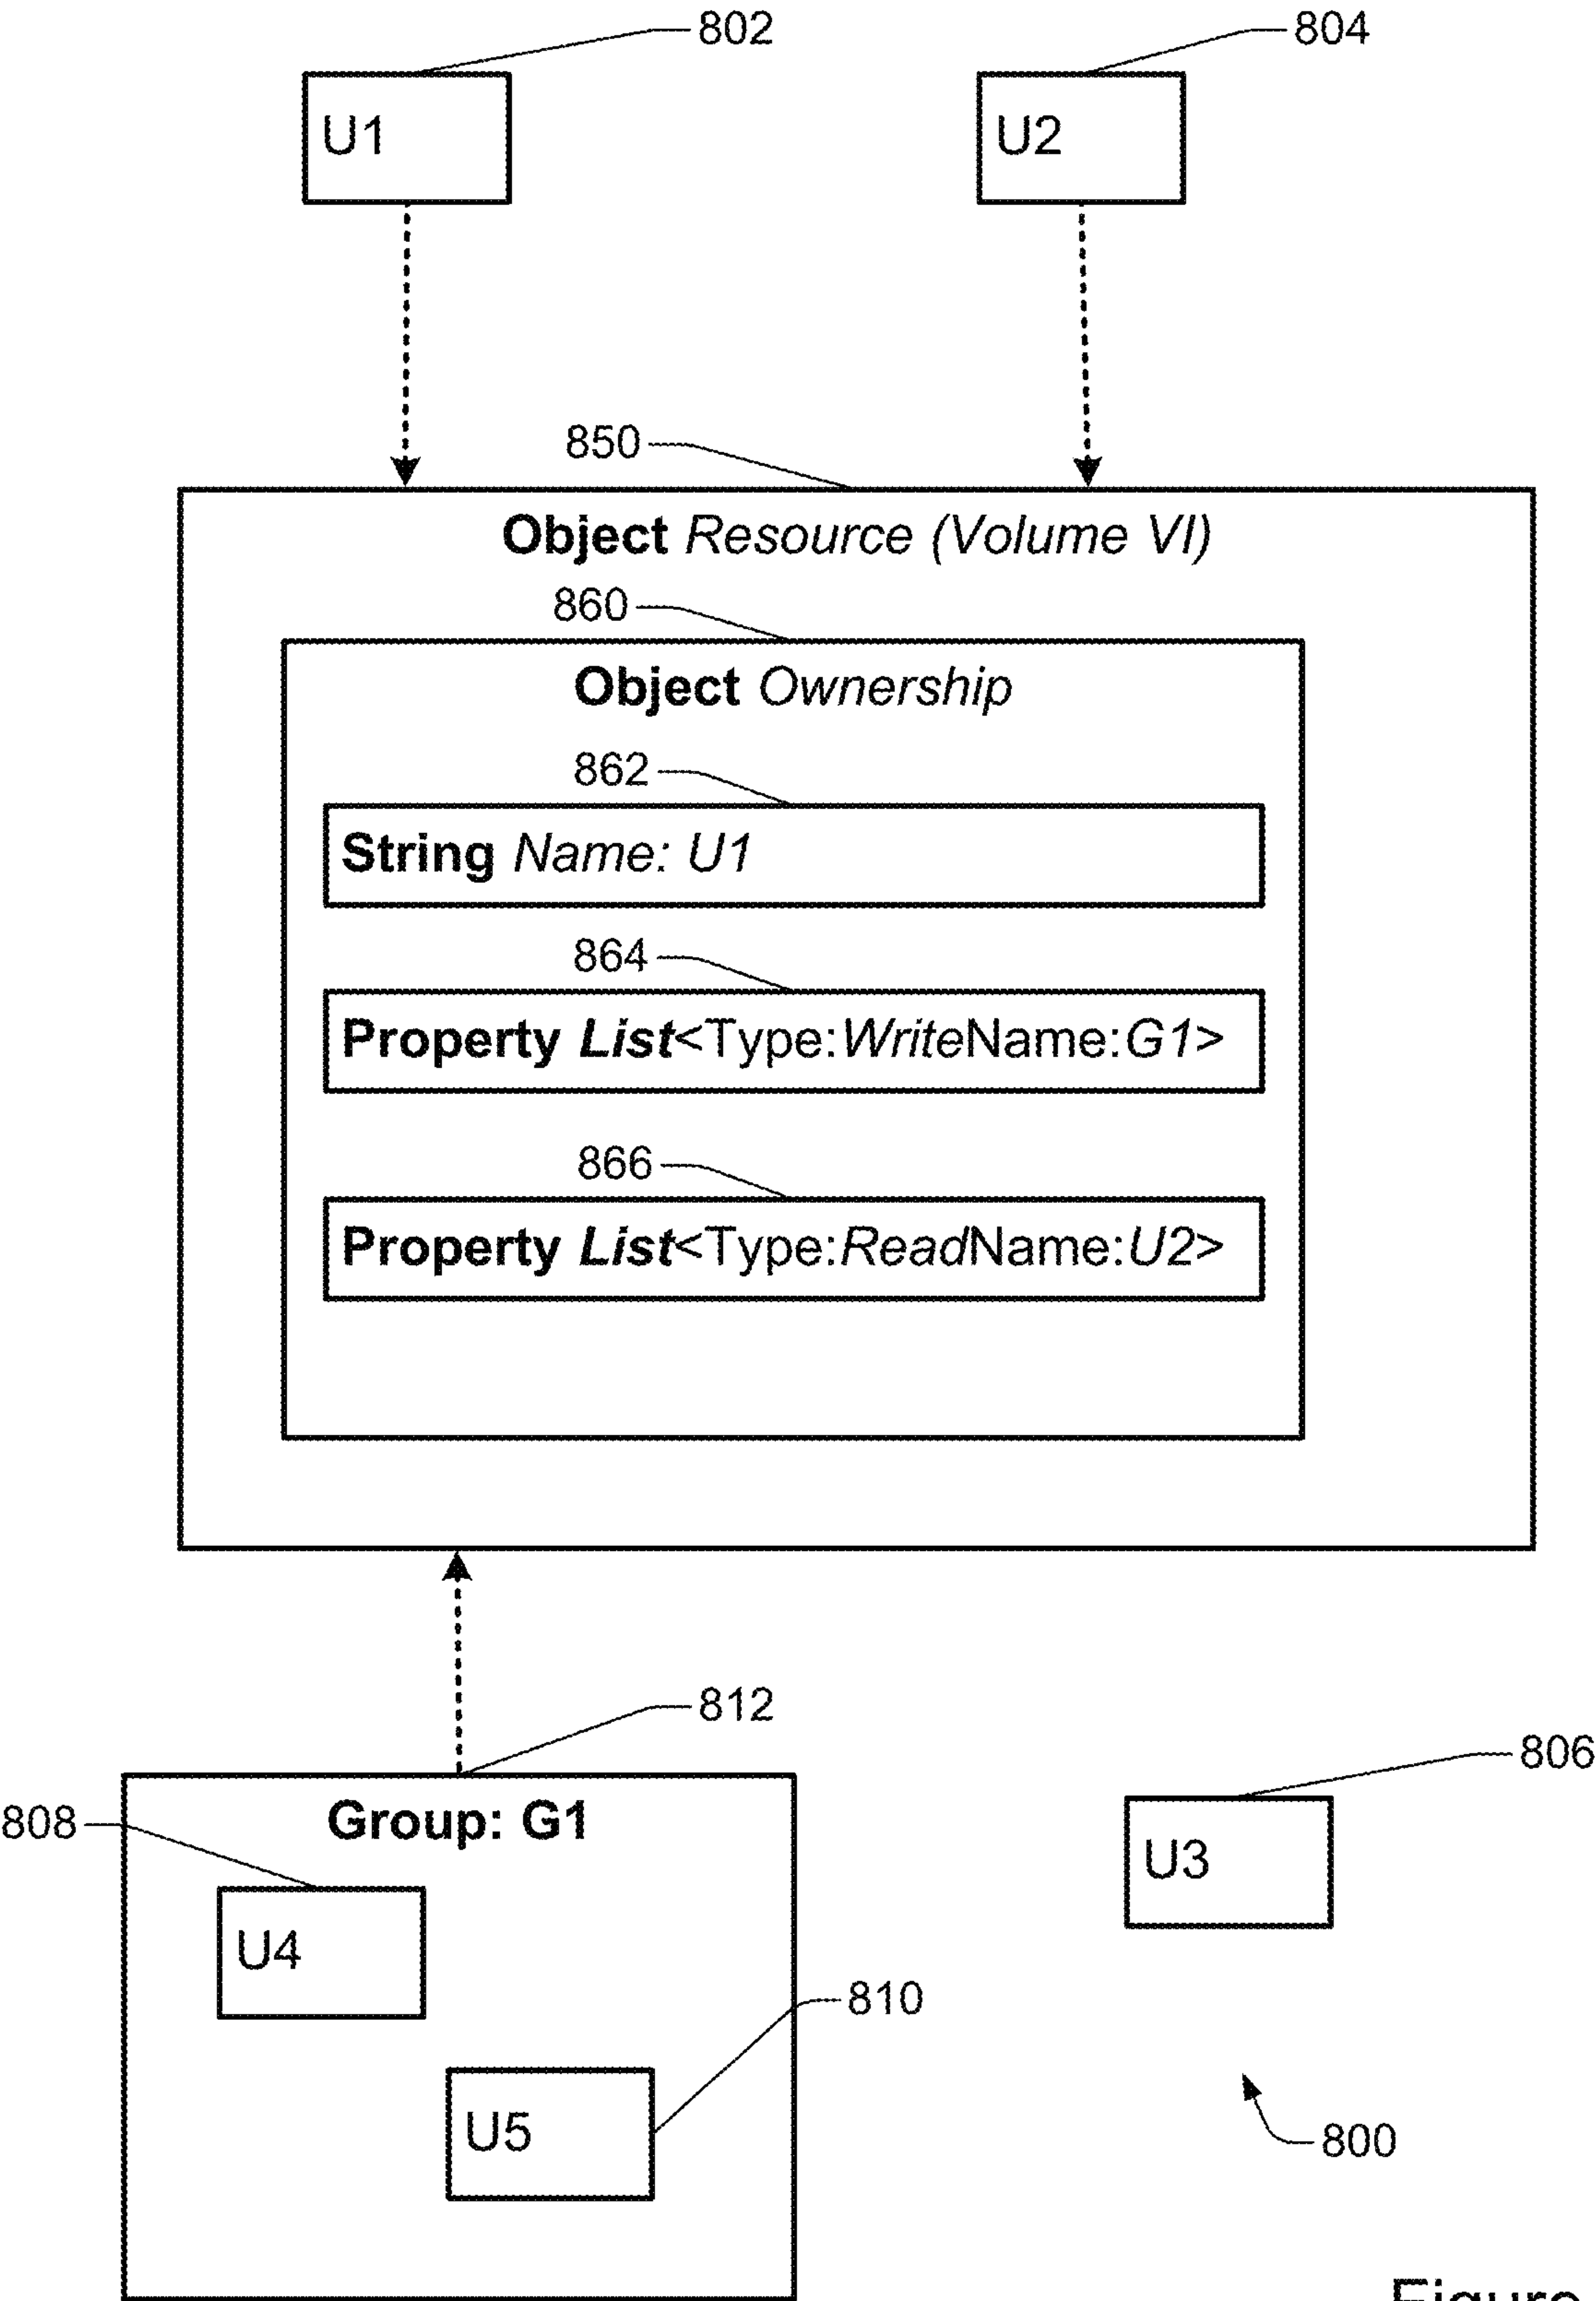 802
804
U1
U2
850
Object Resource (Volume VI)
860
Object Ownership
862
String Name: U1
864
Property List<Type:WriteName:G1>
866
Property List<Type:ReadName:U2>
812
806
Group: G1
808
U3
U4
810
U5
800
Figure